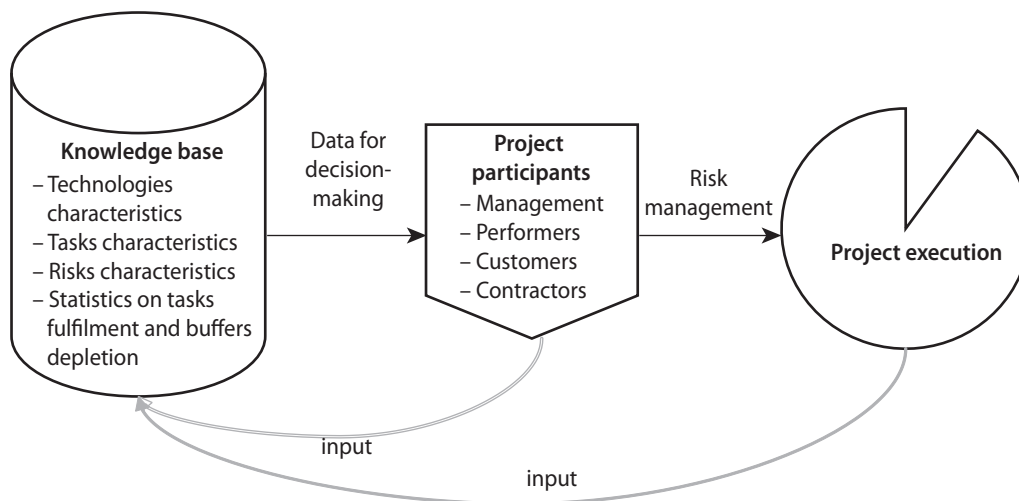 Knowledge base
– Technologies
characteristics
– Tasks characteristics
– Risks characteristics
– Statistics on tasks
fulfilment and buffers
depletion
Data for
decision-
making
Project
participants
– Management
– Performers
– Customers
– Contractors
Risk
management
Project execution
input
input